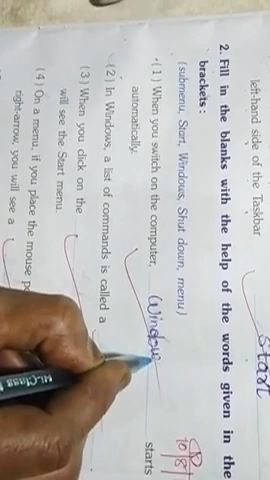 left-hand side of the Taskbar Start
2. Fill in the blanks with the help of the words given in the
brackets :
(submenu, Start, Windows, Shut down, menu)
(1) When you switch on the computer, Window starts
automatically.
(2) In Windows, a list of commands is called a
(3) When you click on the
will see the Start menu.
(4) On a menu, if you place the mouse
right-arrow, you will see a